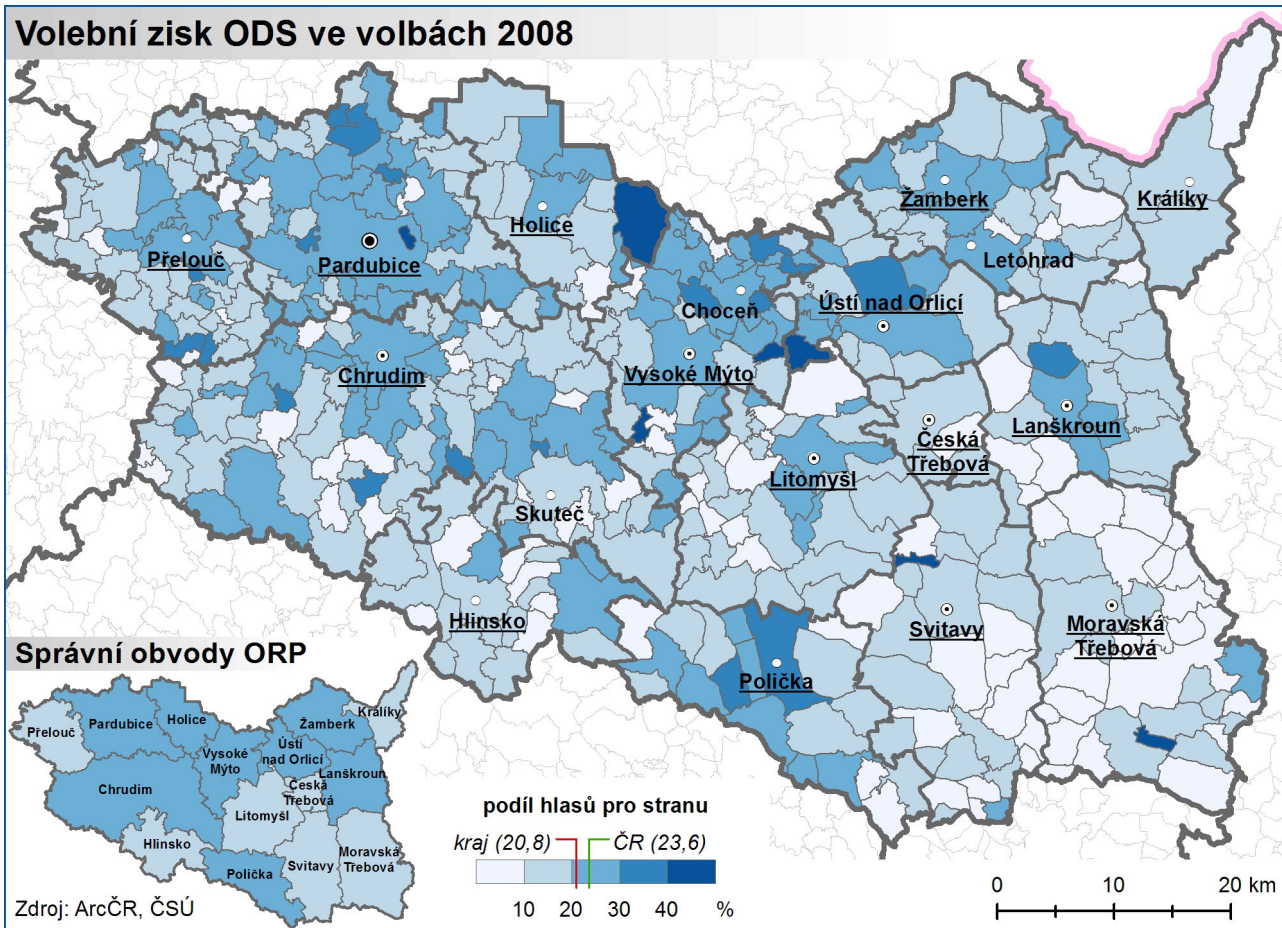 Volební zisk ODS ve volbách 2008
Žamberk
Králíky
Holice
Přelouč
Pardubice
Letohrad
Choceň
Ústí nad Orlicí
Chrudim
Vysoké Mýto
Česká
Třebová
Lanškroun
Litomyšl
Skuteč
Hlinsko
Svitavy
Moravská
Třebová
Polička
Správní obvody ORP
Přelouč
Pardubice
Holice
Žamberk
Králíky
Vysoké
Mýto
Ústí
nad Orlicí
Lanškroun
Česká
Třebová
Chrudim
Litomyšl
Hlinsko
Svitavy
Moravská
Třebová
Polička
podíl hlasů pro stranu
kraj (20,8)
ČR (23,6)
10 20 30 40 %
0 10 20 km
Zdroj: ArcČR, ČSÚ